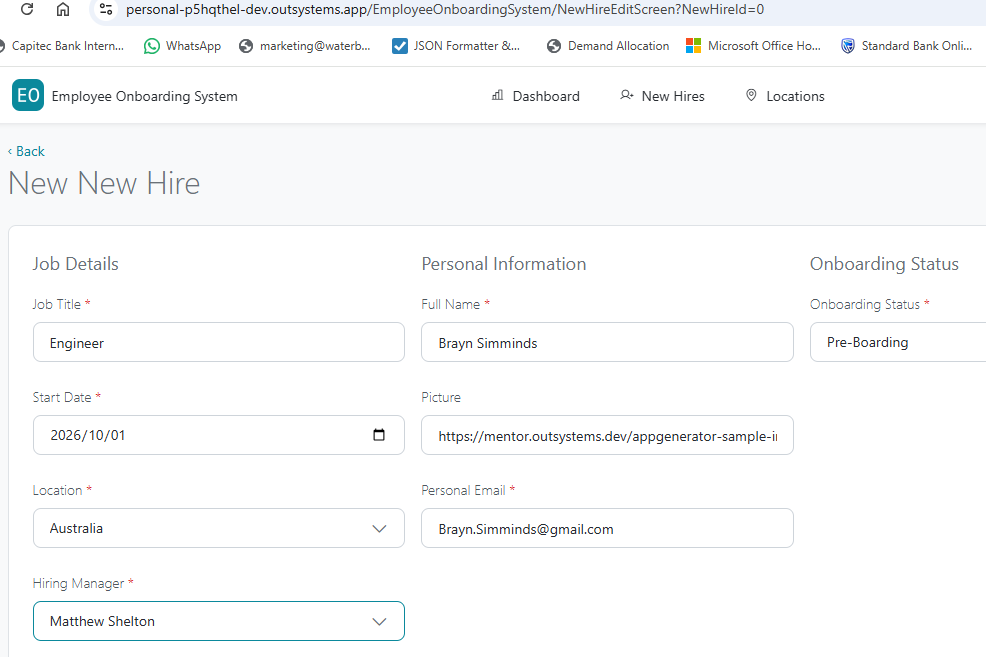 personal-p5hqthel-dev.outsystems.app/EmployeeOnboardingSystem/NewHireEditScreen?NewHireId=0
Capitec Bank Intern... WhatsApp marketing@waterb... JSON Formatter &... Demand Allocation Microsoft Office Ho... Standard Bank Onli...
EO Employee Onboarding System Dashboard New Hires Locations
‹ Back
New New Hire
Job Details Personal Information Onboarding Status
Job Title * Full Name * Onboarding Status *
Engineer Brayn Simminds Pre-Boarding
Start Date * Picture
2026/10/01 https://mentor.outsystems.dev/appgenerator-sample-i
Location * Personal Email *
Australia Brayn.Simminds@gmail.com
Hiring Manager *
Matthew Shelton